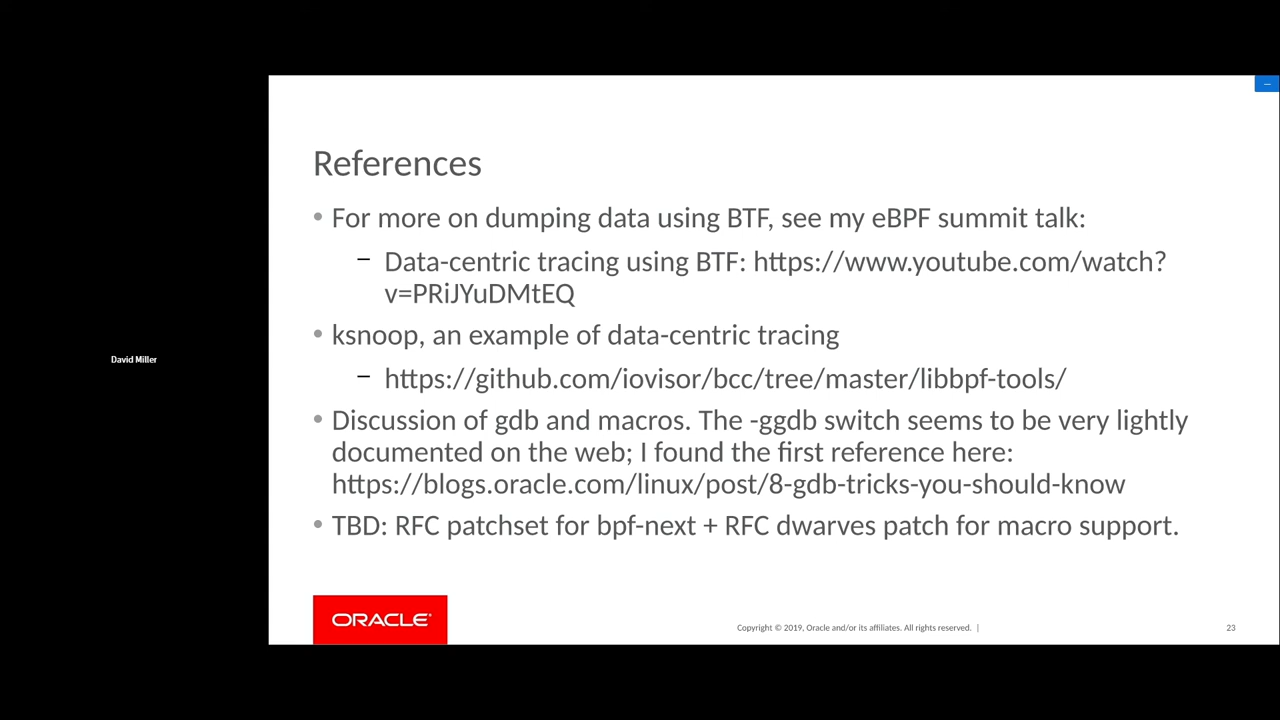 David Miller
References
• For more on dumping data using BTF, see my eBPF summit talk:
– Data-centric tracing using BTF: https://www.youtube.com/watch?
v=PRiJYuDMtEQ
• ksnoop, an example of data-centric tracing
– https://github.com/iovisor/bcc/tree/master/libbpf-tools/
• Discussion of gdb and macros. The -ggdb switch seems to be very lightly
documented on the web; I found the first reference here:
https://blogs.oracle.com/linux/post/8-gdb-tricks-you-should-know
• TBD: RFC patchset for bpf-next + RFC dwarves patch for macro support.
ORACLE®
Copyright © 2019, Oracle and/or its affiliates. All rights reserved. |
23